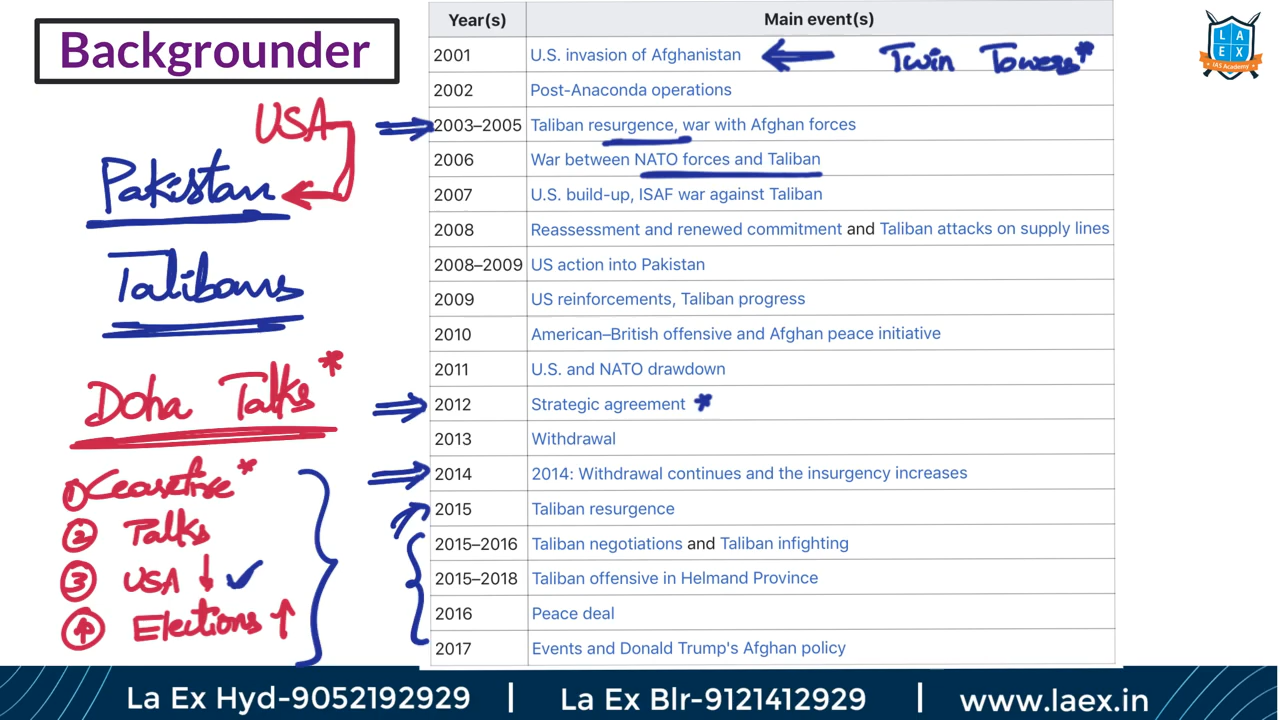 Backgrounder
USA
Pakistan
Talibans
Doha Talks*
① Ceasefire*
② Talks
③ USA ↓ ✓
④ Elections ↑
Year(s) Main event(s)
2001 U.S. invasion of Afghanistan ← Twin Towers*
2002 Post-Anaconda operations
2003–2005 Taliban resurgence, war with Afghan forces
2006 War between NATO forces and Taliban
2007 U.S. build-up, ISAF war against Taliban
2008 Reassessment and renewed commitment and Taliban attacks on supply lines
2008–2009 US action into Pakistan
2009 US reinforcements, Taliban progress
2010 American–British offensive and Afghan peace initiative
2011 U.S. and NATO drawdown
2012 Strategic agreement *
2013 Withdrawal
2014 2014: Withdrawal continues and the insurgency increases
2015 Taliban resurgence
2015–2016 Taliban negotiations and Taliban infighting
2015–2018 Taliban offensive in Helmand Province
2016 Peace deal
2017 Events and Donald Trump's Afghan policy
L A
E X
IAS Academy
La Ex Hyd-9052192929 | La Ex Blr-9121412929 | www.laex.in